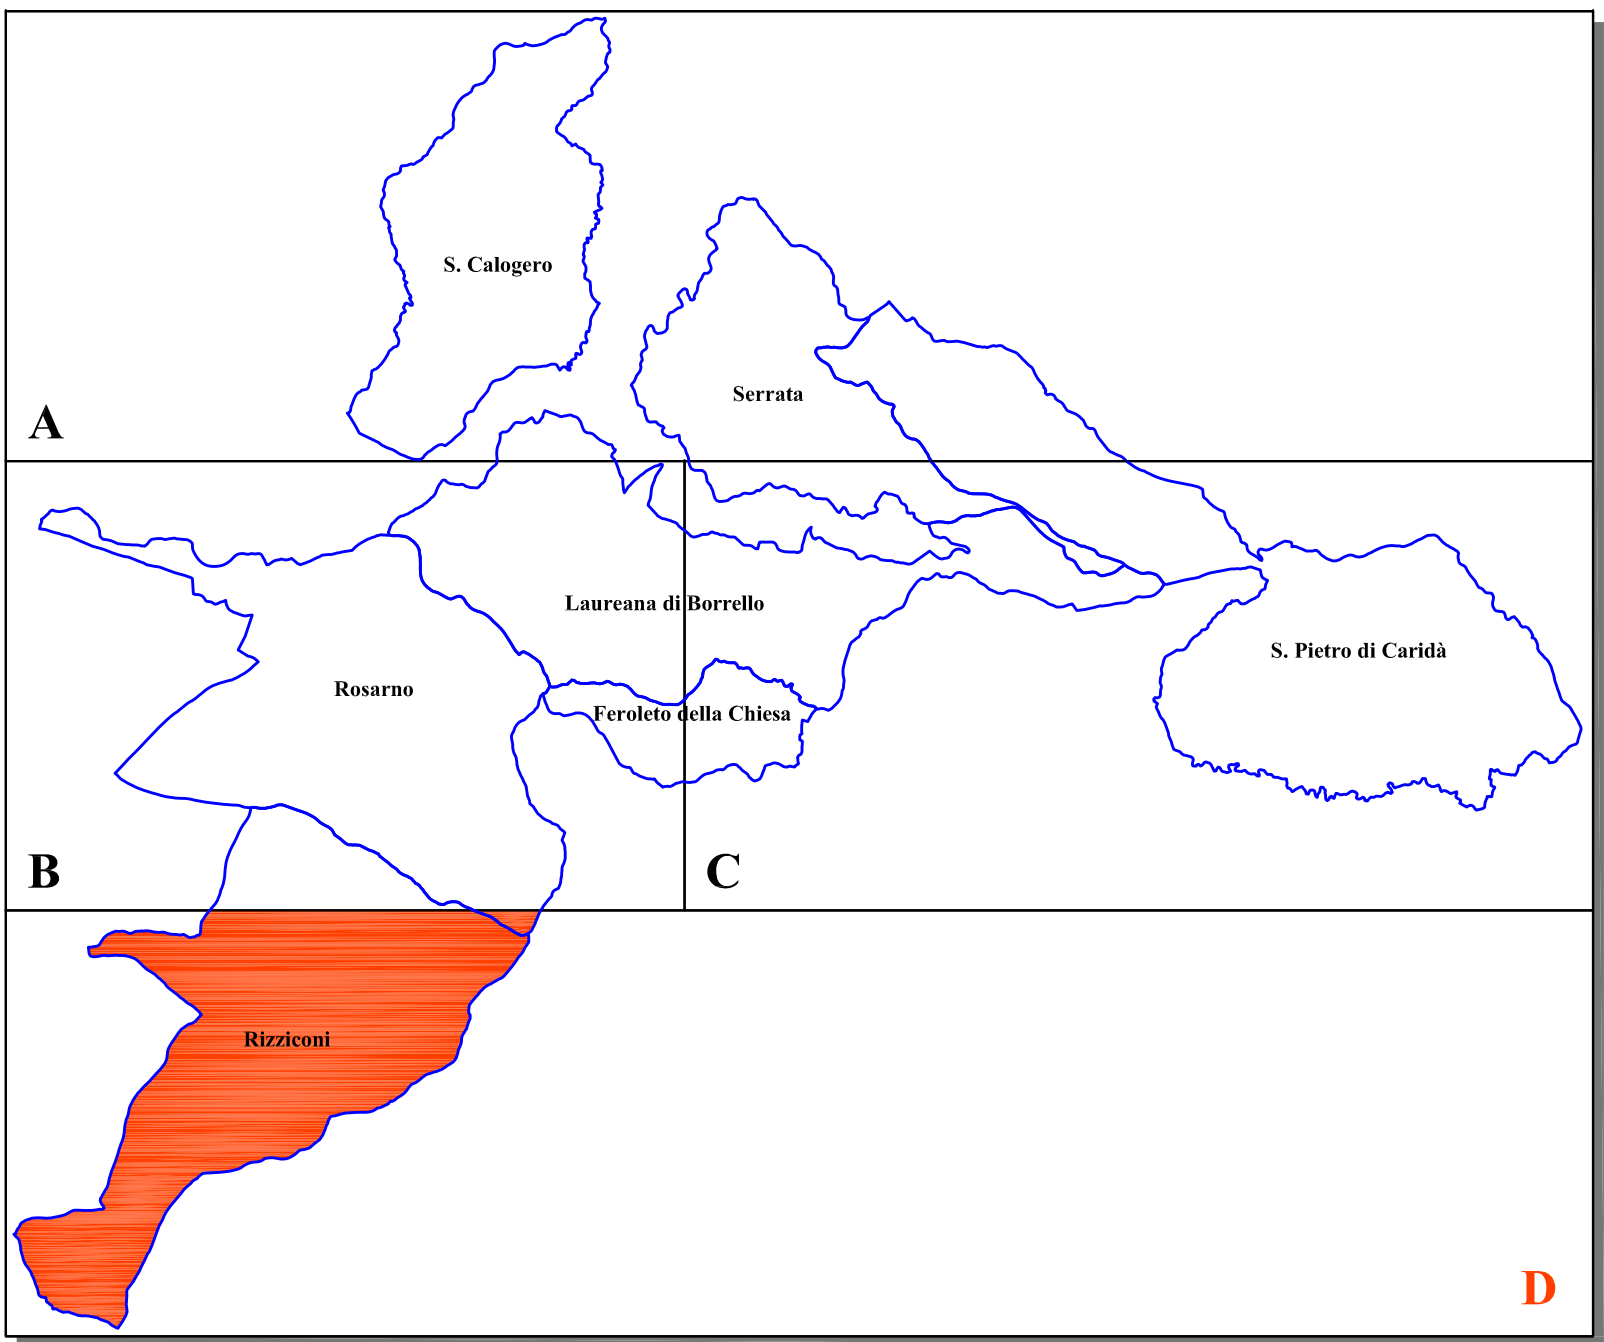 S. Calogero
Serrata
A
Laureana di Borrello
S. Pietro di Caridà
Rosarno
Feroleto della Chiesa
B
C
Rizziconi
D